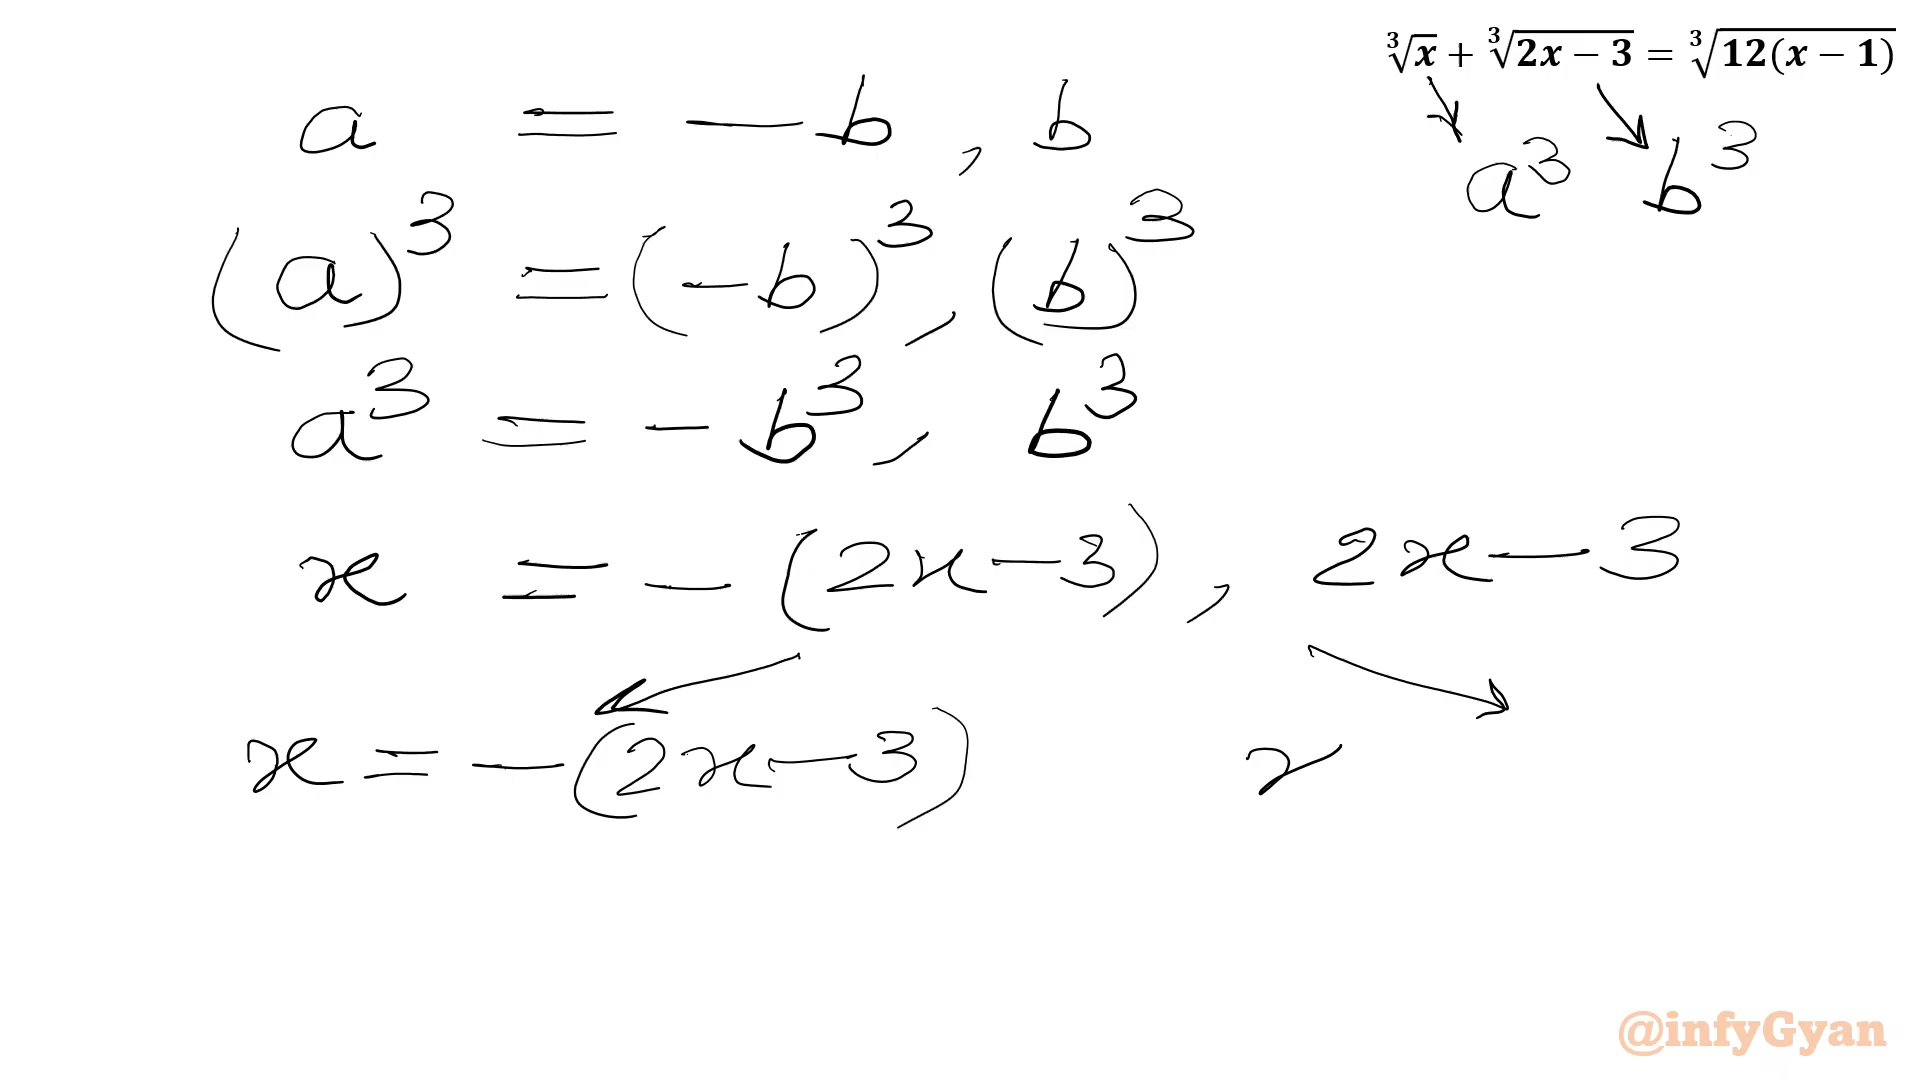 ∛x + ∛(2x − 3) = ∛(12(x − 1))
a³ b³
a = −b, b
(a)³ = (−b)³, (b)³
a³ = −b³, b³
x = −(2x−3), 2x−3
x = −(2x−3) x
@infyGyan